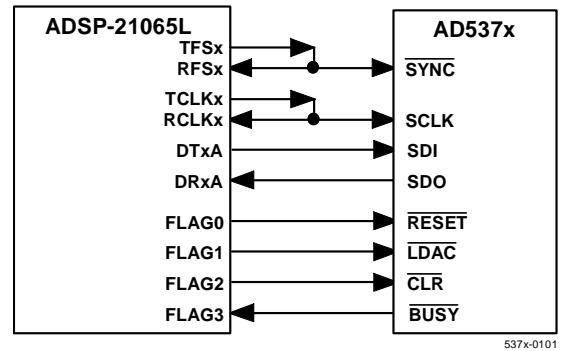 ADSP-21065L
AD537x
TFSx
RFSx
SYNC
TCLKx
RCLKx
SCLK
DTxA
SDI
DRxA
SDO
FLAG0
RESET
FLAG1
LDAC
FLAG2
CLR
FLAG3
BUSY
537x-0101